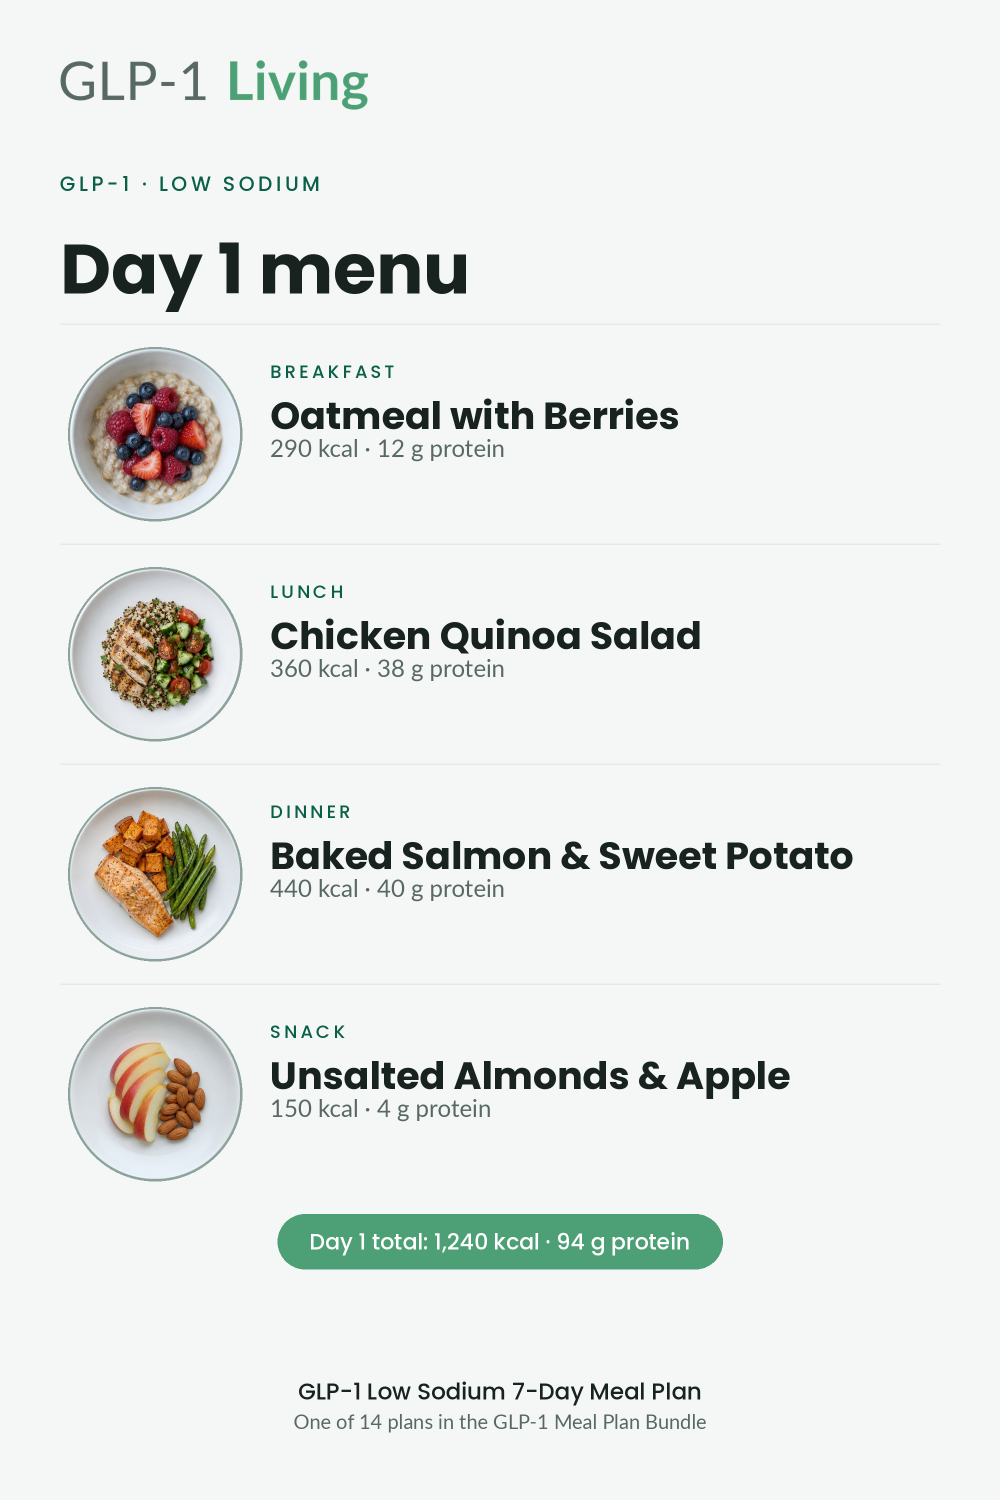 GLP-1 Living
GLP-1 · LOW SODIUM
Day 1 menu
BREAKFAST
Oatmeal with Berries
290 kcal · 12 g protein
LUNCH
Chicken Quinoa Salad
360 kcal · 38 g protein
DINNER
Baked Salmon & Sweet Potato
440 kcal · 40 g protein
SNACK
Unsalted Almonds & Apple
150 kcal · 4 g protein
Day 1 total: 1,240 kcal · 94 g protein
GLP-1 Low Sodium 7-Day Meal Plan
One of 14 plans in the GLP-1 Meal Plan Bundle